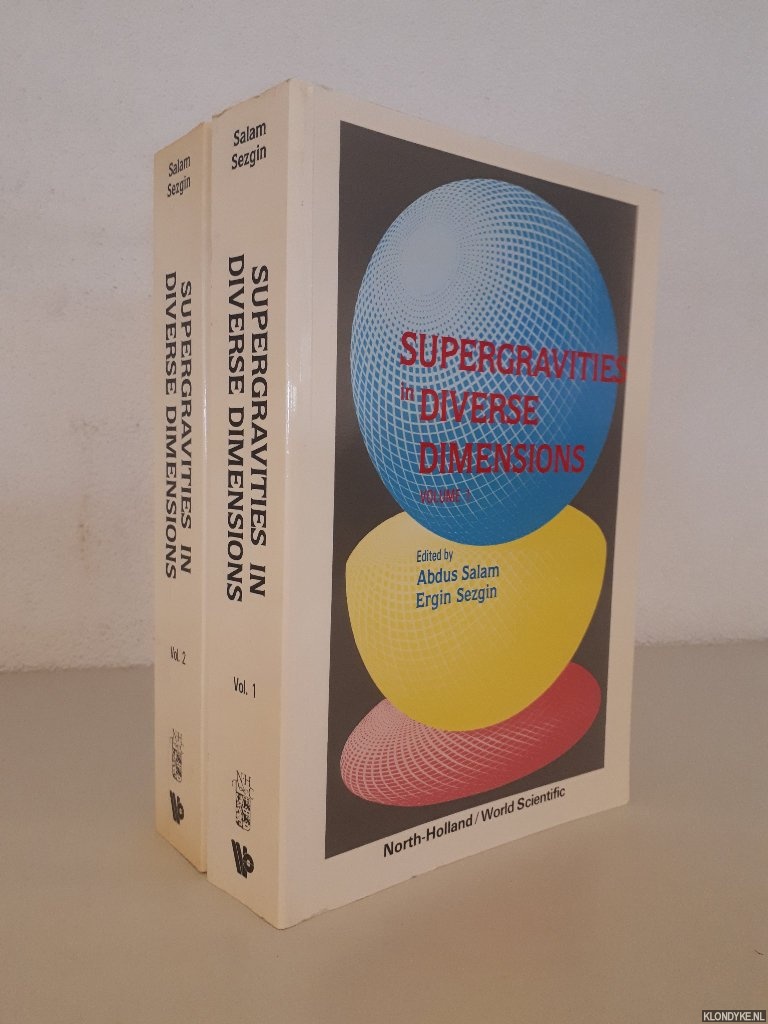 Salam
Sezgin
SUPERGRAVITIES IN
DIVERSE DIMENSIONS
Vol. 2
Salam
Sezgin
SUPERGRAVITIES IN
DIVERSE DIMENSIONS
Vol. 1
SUPERGRAVITIES
in DIVERSE
DIMENSIONS
VOLUME 1
Edited by
Abdus Salam
Ergin Sezgin
North-Holland / World Scientific
KLONDYKE.NL